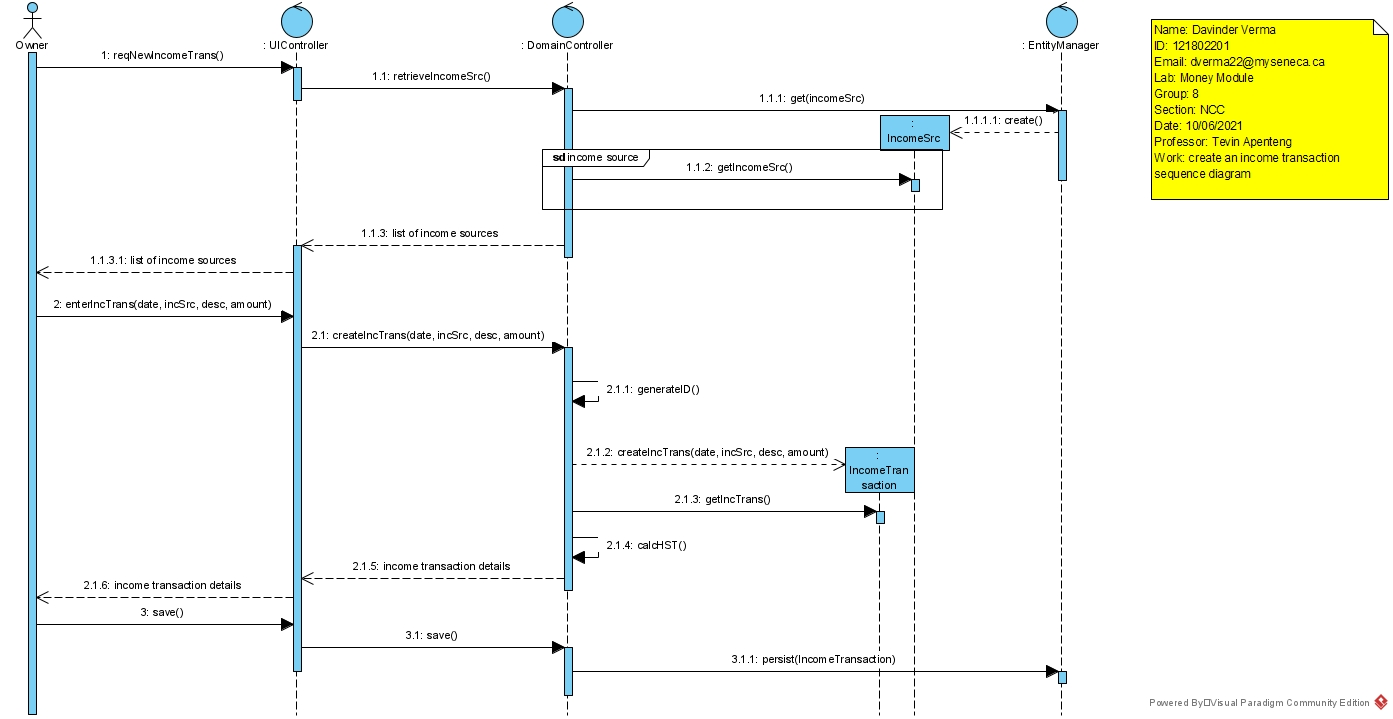 Owner
: UIController
: DomainController
: EntityManager
Name: Davinder Verma
ID: 121802201
Email: dverma22@myseneca.ca
Lab: Money Module
Group: 8
Section: NCC
Date: 10/06/2021
Professor: Tevin Apenteng
Work: create an income transaction
sequence diagram
1: reqNewIncomeTrans()
1.1: retrieveIncomeSrc()
1.1.1: get(incomeSrc)
1.1.1.1: create()
:
IncomeSrc
sd income source
1.1.2: getIncomeSrc()
1.1.3: list of income sources
1.1.3.1: list of income sources
2: enterIncTrans(date, incSrc, desc, amount)
2.1: createIncTrans(date, incSrc, desc, amount)
2.1.1: generateID()
2.1.2: createIncTrans(date, incSrc, desc, amount)
:
IncomeTran
saction
2.1.3: getIncTrans()
2.1.4: calcHST()
2.1.5: income transaction details
2.1.6: income transaction details
3: save()
3.1: save()
3.1.1: persist(IncomeTransaction)
Powered By Visual Paradigm Community Edition